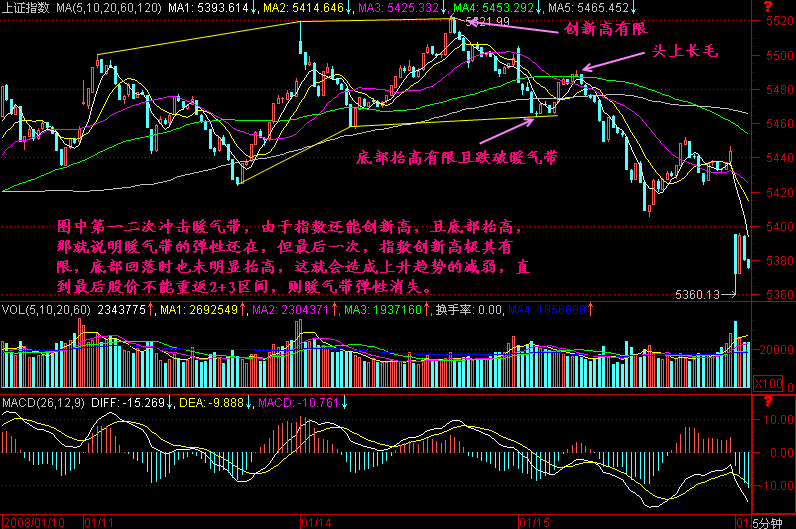 上证指数 MA(5,10,20,60,120) MA1: 5393.614↓, MA2: 5414.646↓, MA3: 5425.332↓, MA4: 5453.292↓, MA5: 5465.452↓
?
5520
5521.99
创新高有限
头上长毛
5500
5480
5460
5440
底部抬高有限且跌破暖气带
5420
5400
图中第一二次冲击暖气带，由于指数还能创新高，且底部抬高，
那就说明暖气带的弹性还在，但最后一次，指数创新高极其有
限，底部回落时也未明显抬高，这就会造成上升趋势的减弱，直
到最后股价不能重返2+3区间，则暖气带弹性消失。
5380
5360.13
5360
VOL(5,10,20,60) 2343775↑, MA1: 2692549↑, MA2: 2304371↑, MA3: 1937160↑, 换手率: 0.00, MA4: 1856888↑
20000
10000
X100
MACD(26,12,9) DIFF: -15.269↓, DEA: -9.888↓, MACD: -10.761↓
?
10.00
0.00
-10.00
2008/01/10 01/11 01/14 01/15 01 5分钟